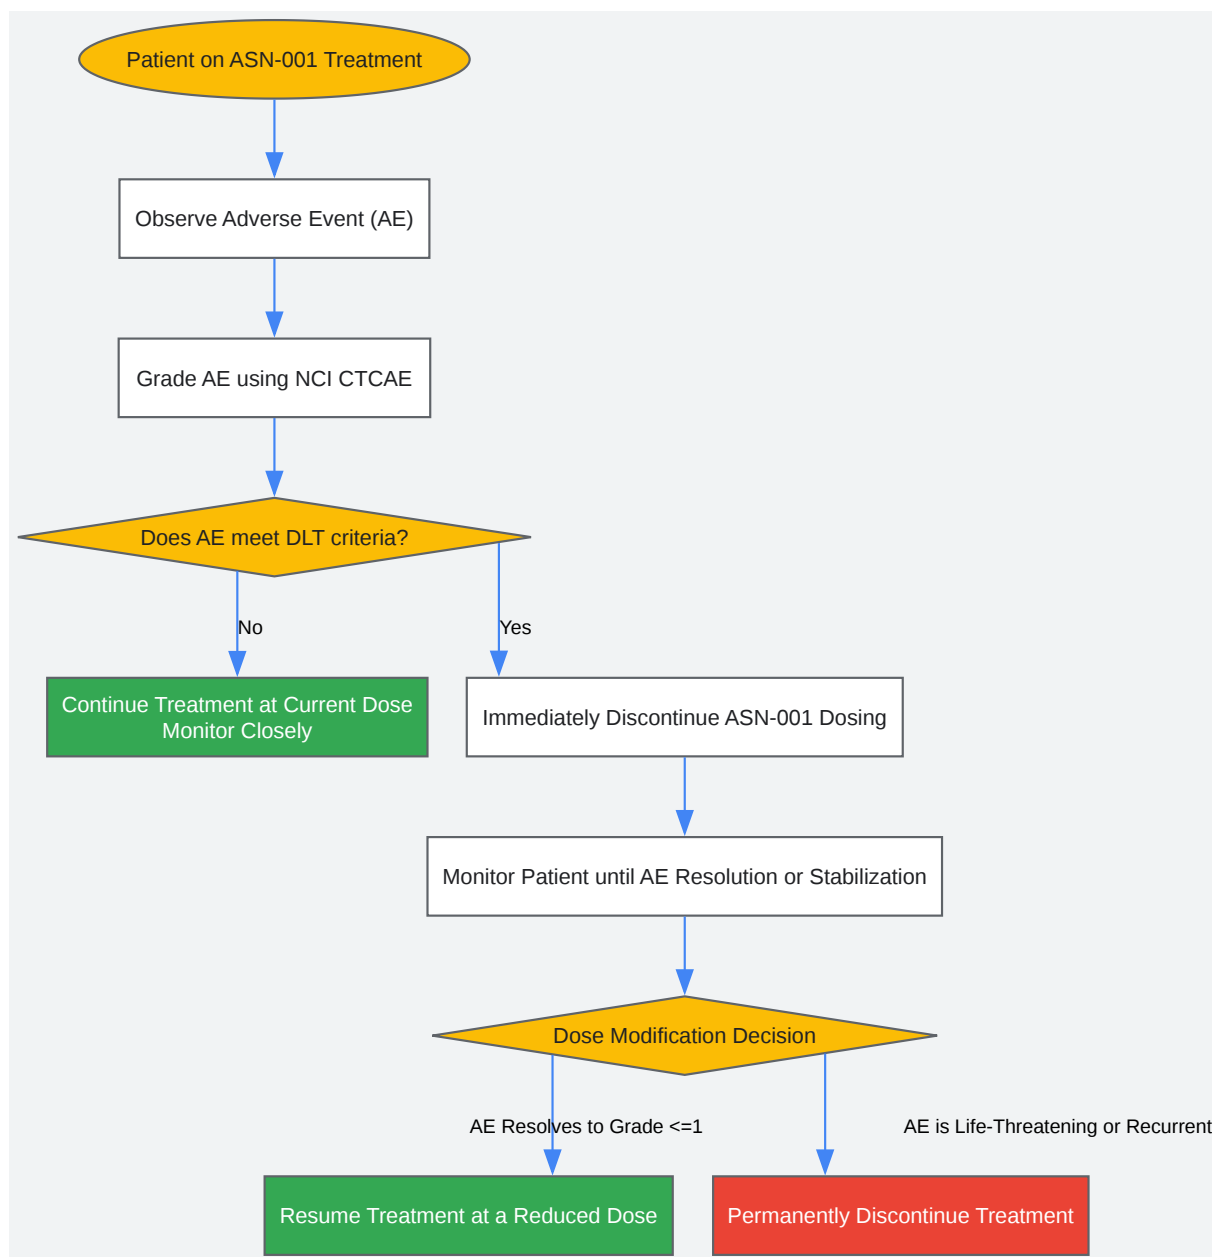 Patient on ASN-001 Treatment
Observe Adverse Event (AE)
Grade AE using NCI CTCAE
Does AE meet DLT criteria?
No
Yes
Continue Treatment at Current Dose
Monitor Closely
Immediately Discontinue ASN-001 Dosing
Monitor Patient until AE Resolution or Stabilization
Dose Modification Decision
AE Resolves to Grade <=1
AE is Life-Threatening or Recurrent
Resume Treatment at a Reduced Dose
Permanently Discontinue Treatment